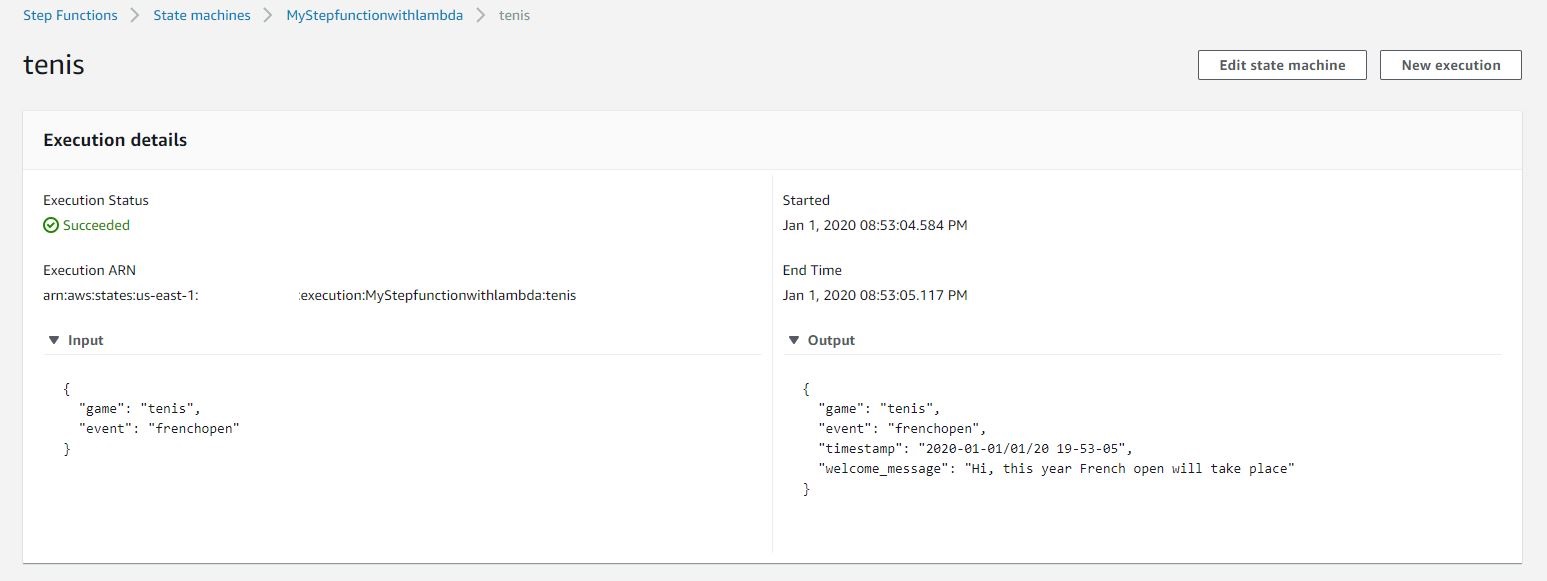 Step Functions > State machines > MyStepfunctionwithlambda > tenis
tenis
Edit state machine
New execution
Execution details
Execution Status
Succeeded
Execution ARN
arn:aws:states:us-east-1: :execution:MyStepfunctionwithlambda:tenis
Started
Jan 1, 2020 08:53:04.584 PM
End Time
Jan 1, 2020 08:53:05.117 PM
Input
{
"game": "tenis",
"event": "frenchopen"
}
Output
{
"game": "tenis",
"event": "frenchopen",
"timestamp": "2020-01-01/01/20 19-53-05",
"welcome_message": "Hi, this year French open will take place"
}